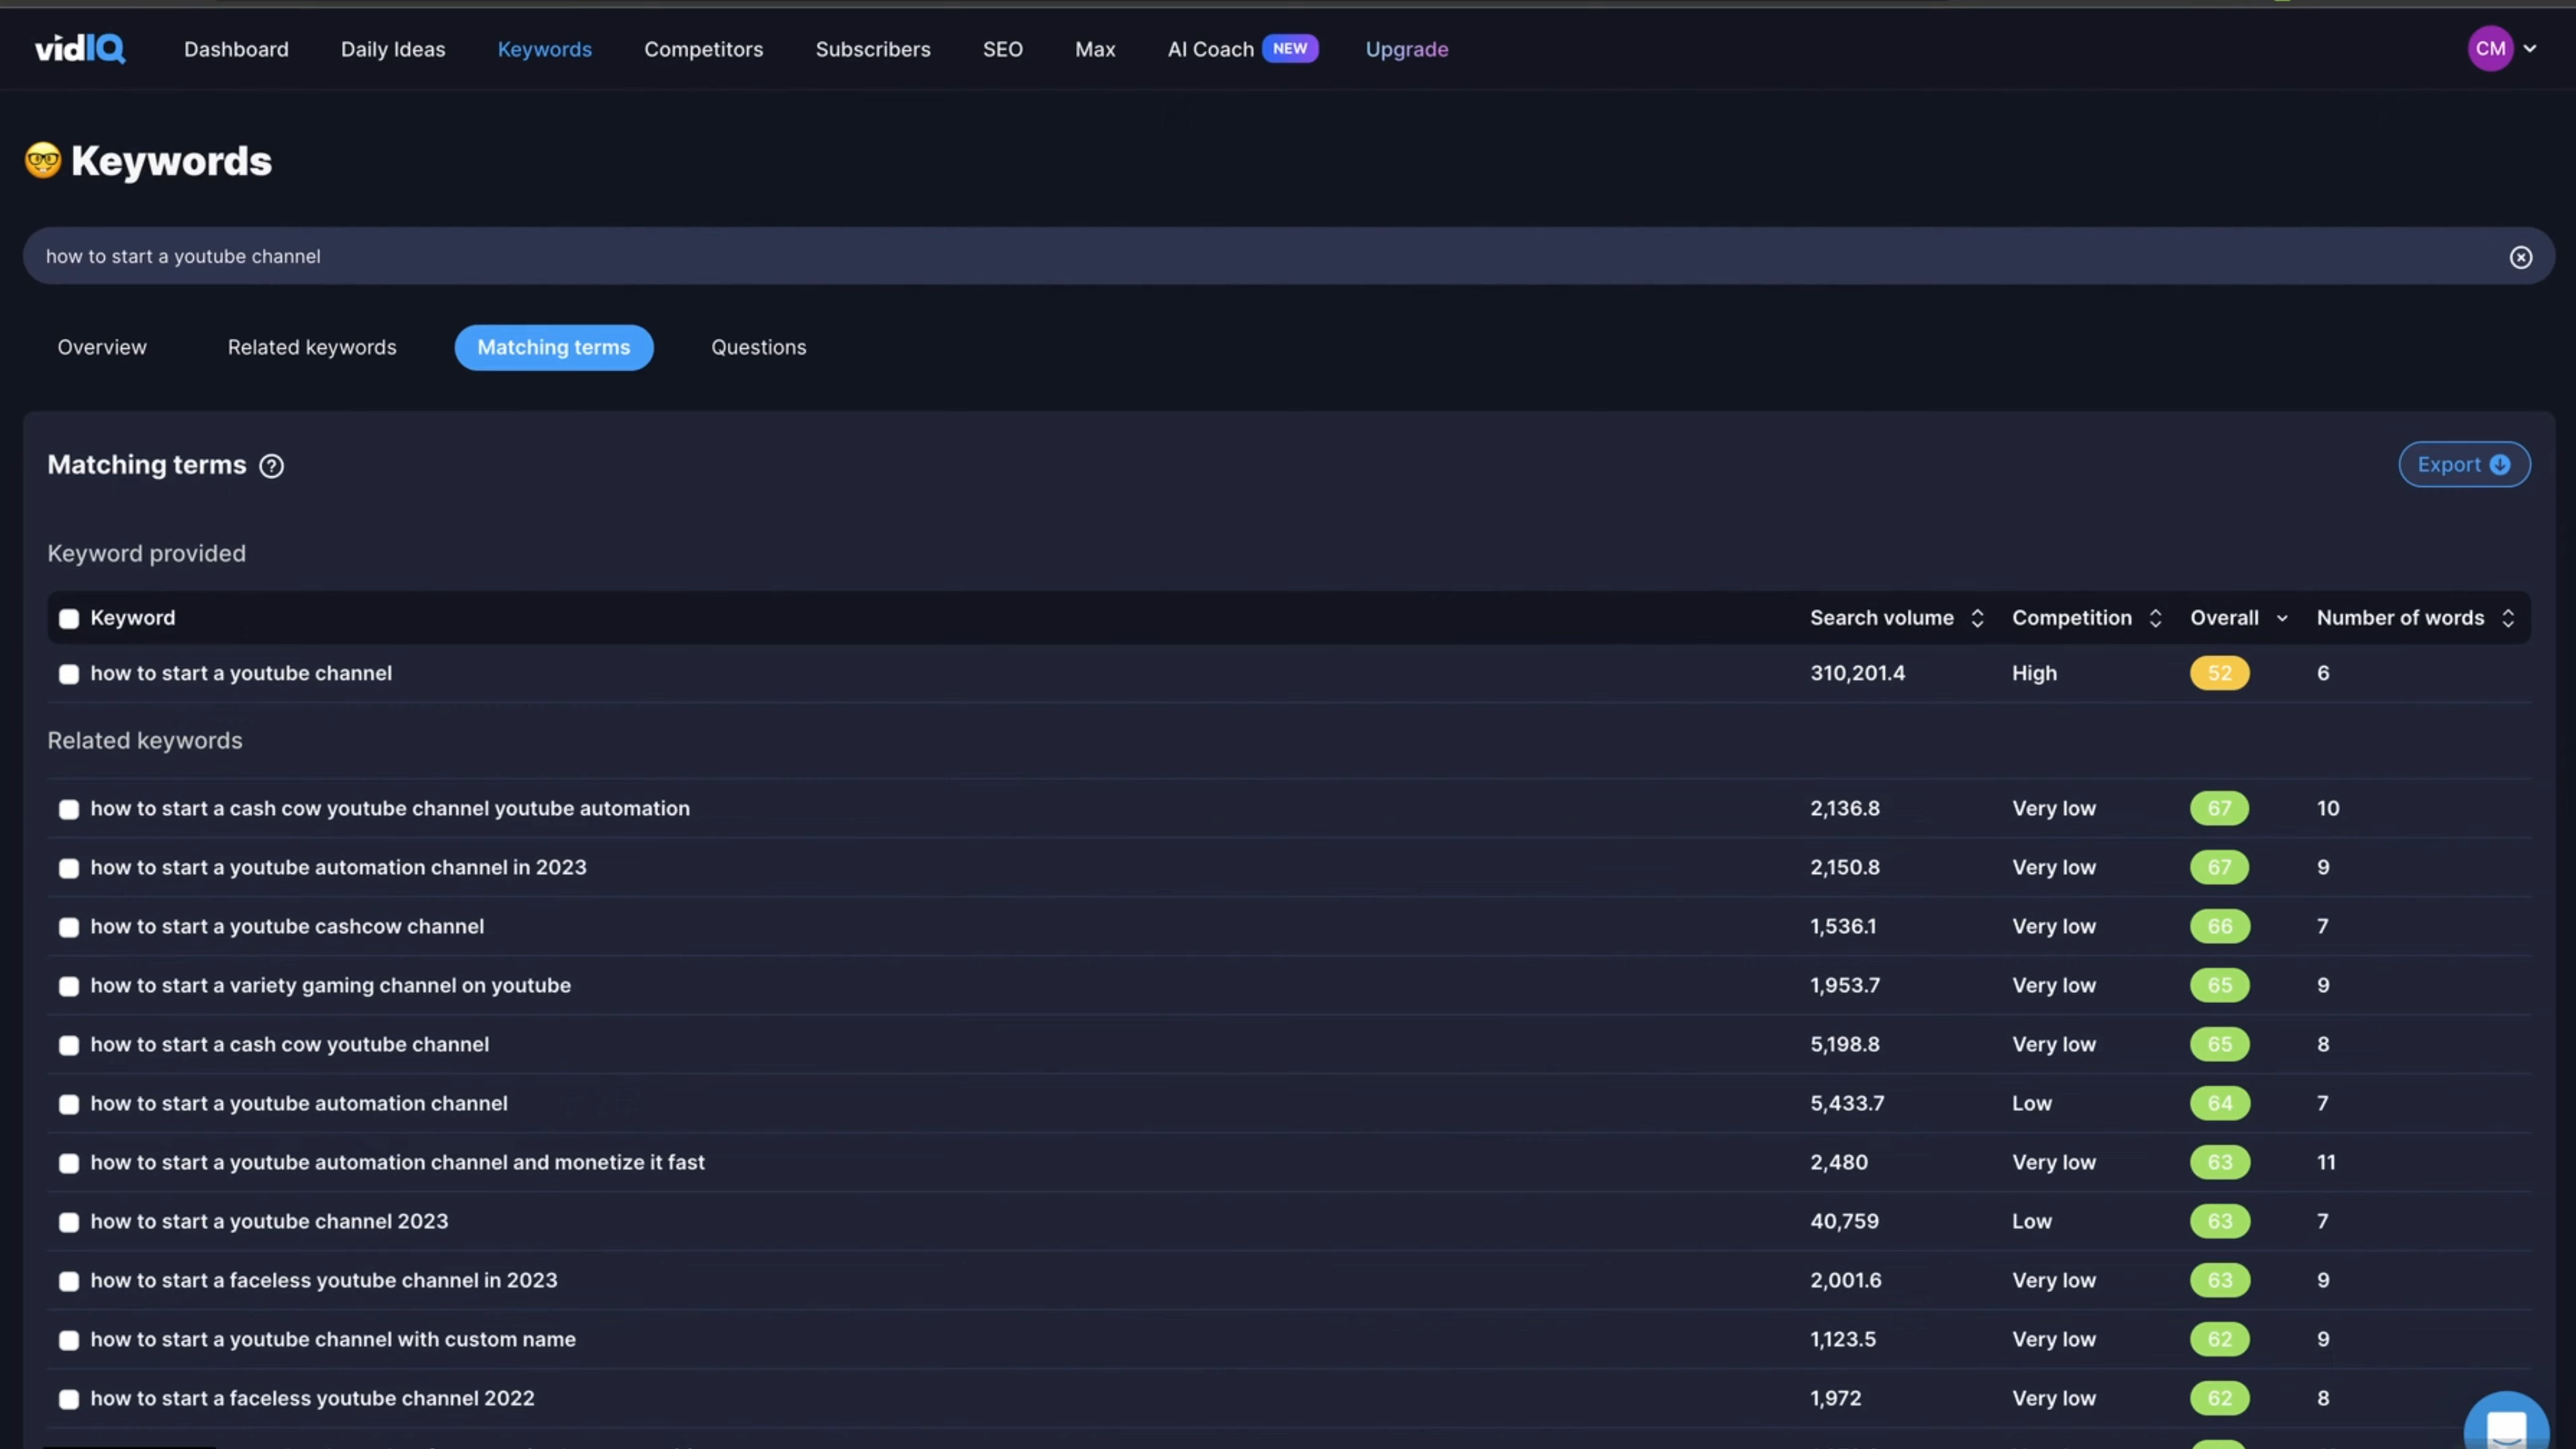 vidIQ Dashboard Daily Ideas Keywords Competitors Subscribers SEO Max AI Coach NEW Upgrade CM
Keywords
how to start a youtube channel
Overview Related keywords Matching terms Questions
Matching terms ? Export
Keyword provided
Keyword Search volume Competition Overall Number of words
how to start a youtube channel 310,201.4 High 52 6
Related keywords
how to start a cash cow youtube channel youtube automation 2,136.8 Very low 67 10
how to start a youtube automation channel in 2023 2,150.8 Very low 67 9
how to start a youtube cashcow channel 1,536.1 Very low 66 7
how to start a variety gaming channel on youtube 1,953.7 Very low 65 9
how to start a cash cow youtube channel 5,198.8 Very low 65 8
how to start a youtube automation channel 5,433.7 Low 64 7
how to start a youtube automation channel and monetize it fast 2,480 Very low 63 11
how to start a youtube channel 2023 40,759 Low 63 7
how to start a faceless youtube channel in 2023 2,001.6 Very low 63 9
how to start a youtube channel with custom name 1,123.5 Very low 62 9
how to start a faceless youtube channel 2022 1,972 Very low 62 8